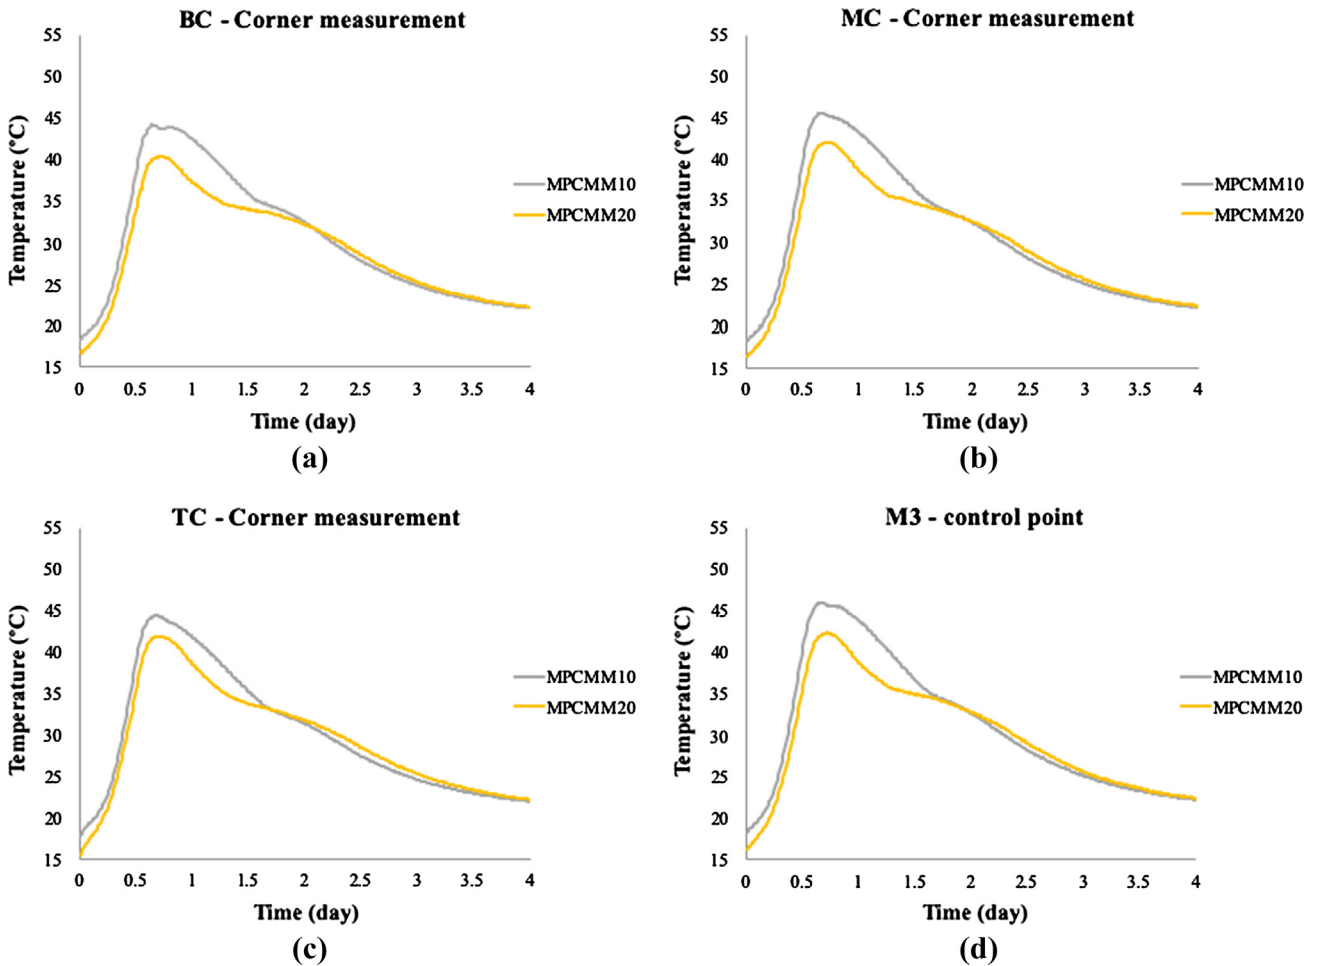 BC - Corner measurement
55
50
45
40
35
30
25
20
15
Temperature (°C)
0 0.5 1 1.5 2 2.5 3 3.5 4
Time (day)
MPCMM10
MPCMM20
(a)
MC - Corner measurement
55
50
45
40
35
30
25
20
15
Temperature (°C)
0 0.5 1 1.5 2 2.5 3 3.5 4
Time (day)
MPCMM10
MPCMM20
(b)
TC - Corner measurement
55
50
45
40
35
30
25
20
15
Temperature (°C)
0 0.5 1 1.5 2 2.5 3 3.5 4
Time (day)
MPCMM10
MPCMM20
(c)
M3 - control point
55
50
45
40
35
30
25
20
15
Temperature (°C)
0 0.5 1 1.5 2 2.5 3 3.5 4
Time (day)
MPCMM10
MPCMM20
(d)